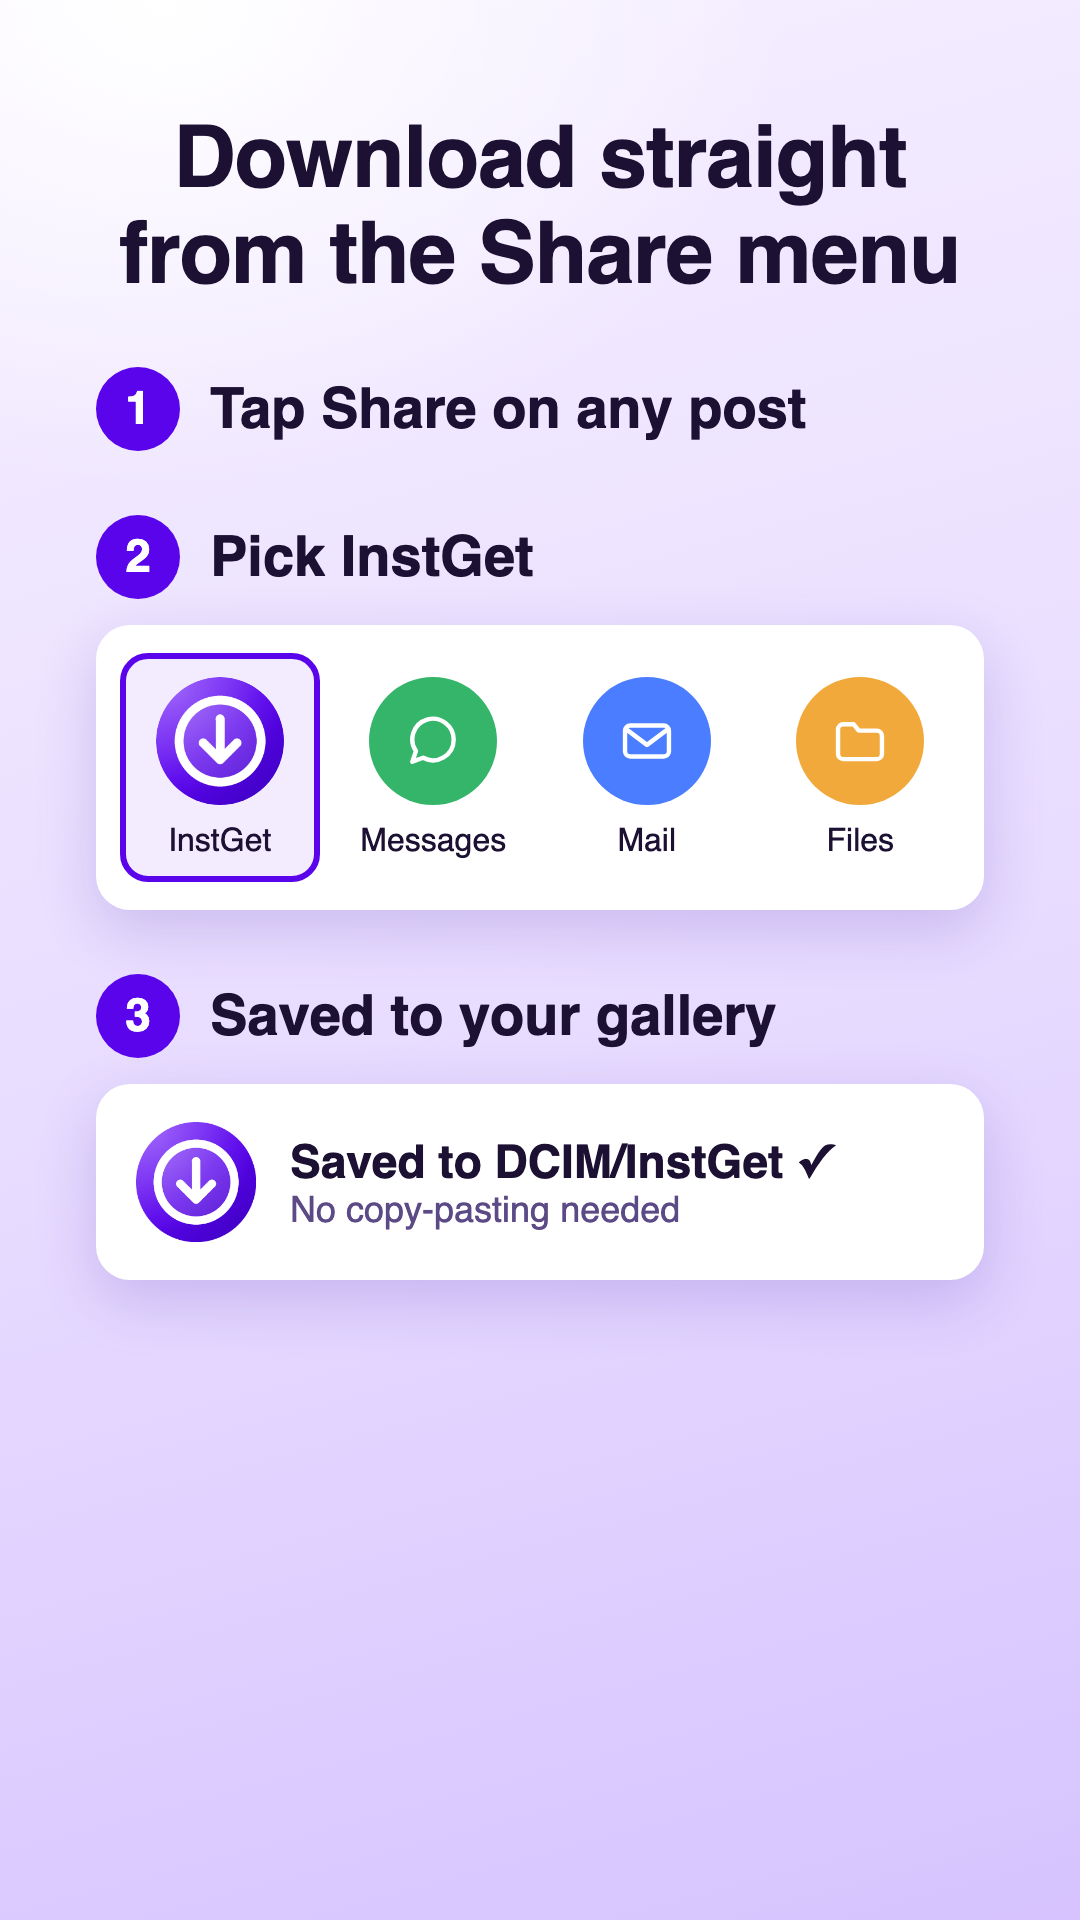 Download straight
from the Share menu
1 Tap Share on any post
2 Pick InstGet
InstGet Messages Mail Files
3 Saved to your gallery
Saved to DCIM/InstGet ✓
No copy-pasting needed